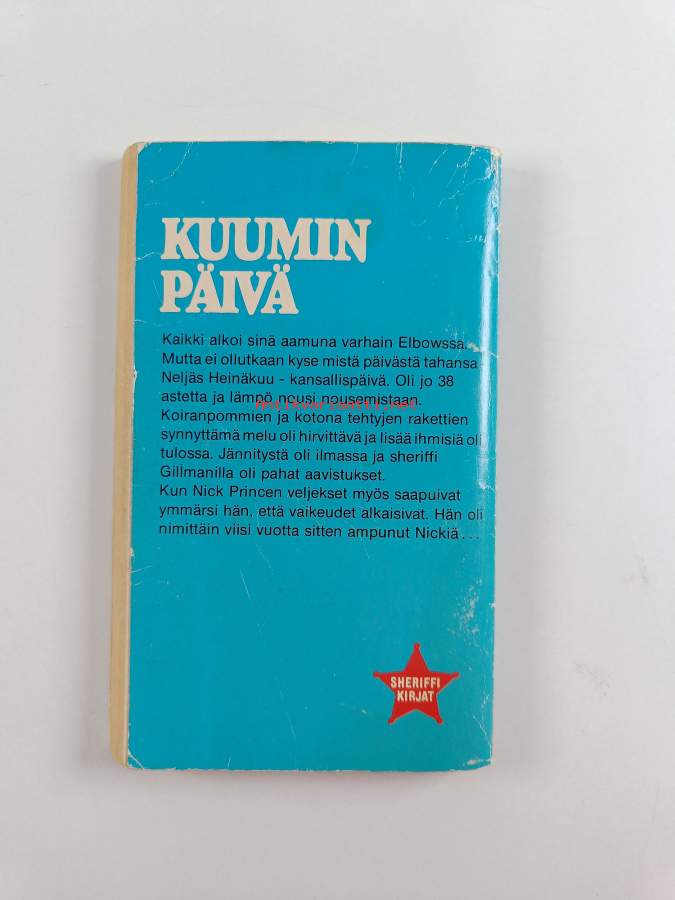 KUUMIN
PÄIVÄ
Kaikki alkoi sinä aamuna varhain Elbowssa.
Mutta ei ollutkaan kyse mistä päivästä tahansa -
Neljäs Heinäkuu - kansallispäivä. Oli jo 38
astetta ja lämpö nousi nousemistaan.
Antikvariaatti.net
Koiranpommien ja kotona tehtyjen rakettien
synnyttämä melu oli hirvittävä ja lisää ihmisiä oli
tulossa. Jännitystä oli ilmassa ja sheriffi
Gillmanilla oli pahat aavistukset.
Kun Nick Princen veljekset myös saapuivat
ymmärsi hän, että vaikeudet alkaisivat. Hän oli
nimittäin viisi vuotta sitten ampunut Nickiä...
SHERIFFI
KIRJAT